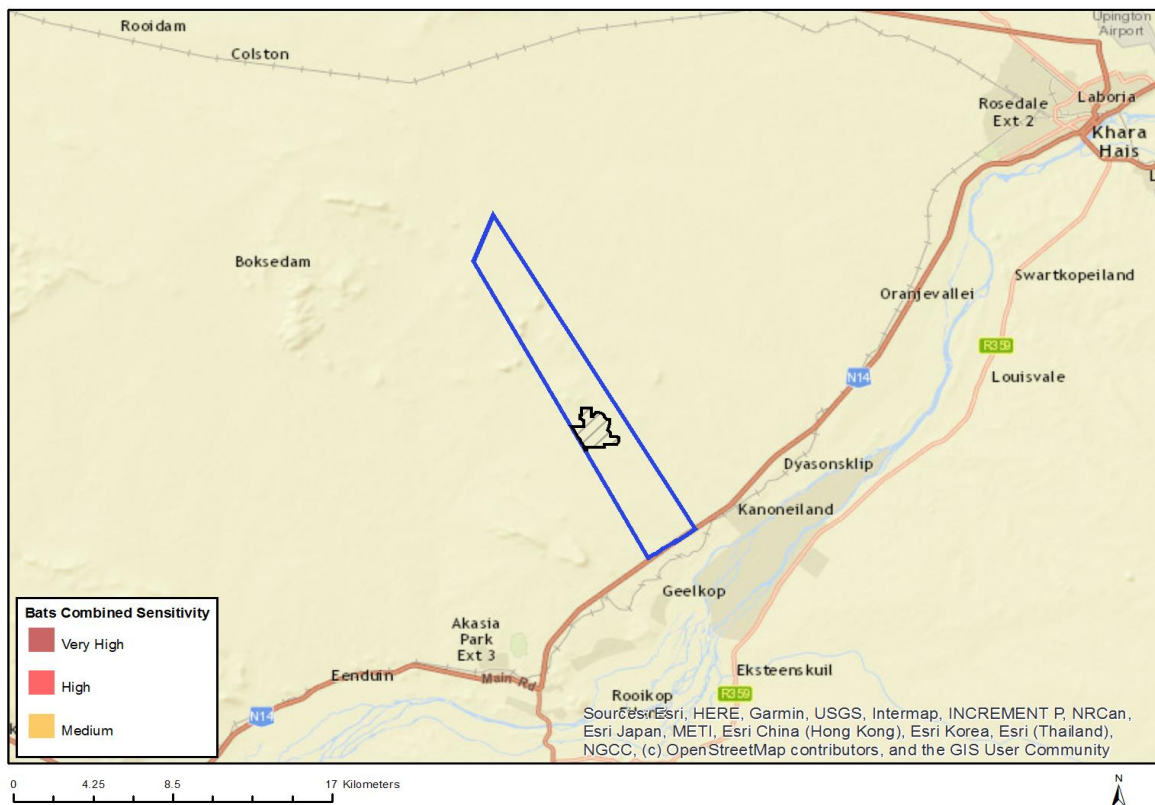 Rooidam
Colston
Upington
Airport
Rosedale
Ext 2
Laboria
Khara
Hais
L
Boksedam
Swartkopeiland
Oranjevallei
R359
N14
Louisvale
Dyasonsklip
Kanoneiland
Geelkop
Akasia
Park
Ext 3
Eenduin
Main Rd
N14
Eksteenskuil
Rooikop
R359
Bats Combined Sensitivity
Very High
High
Medium
Sources: Esri, HERE, Garmin, USGS, Intermap, INCREMENT P, NRCan,
Esri Japan, METI, Esri China (Hong Kong), Esri Korea, Esri (Thailand),
NGCC, (c) OpenStreetMap contributors, and the GIS User Community
0 4.25 8.5 17 Kilometers
N